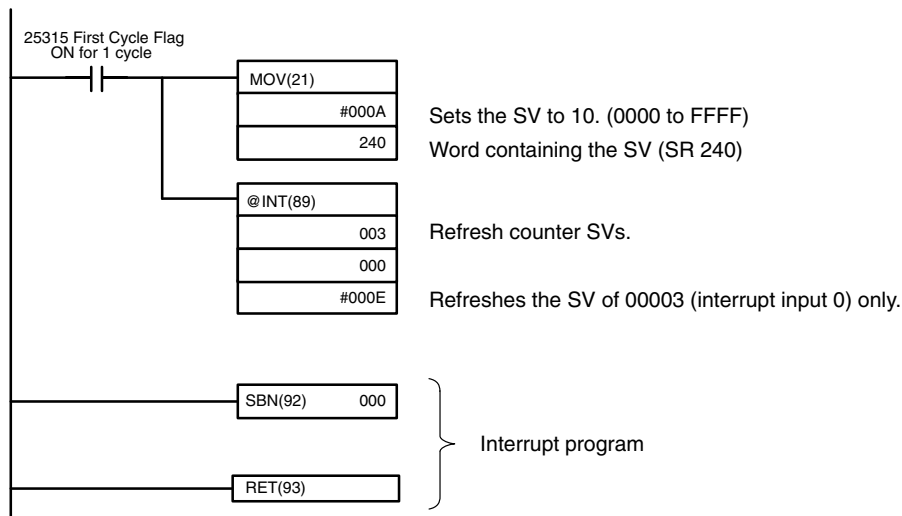 25315 First Cycle Flag
ON for 1 cycle
MOV(21)
#000A
Sets the SV to 10. (0000 to FFFF)
240
Word containing the SV (SR 240)
@INT(89)
003
Refresh counter SVs.
000
#000E
Refreshes the SV of 00003 (interrupt input 0) only.
SBN(92) 000
Interrupt program
RET(93)